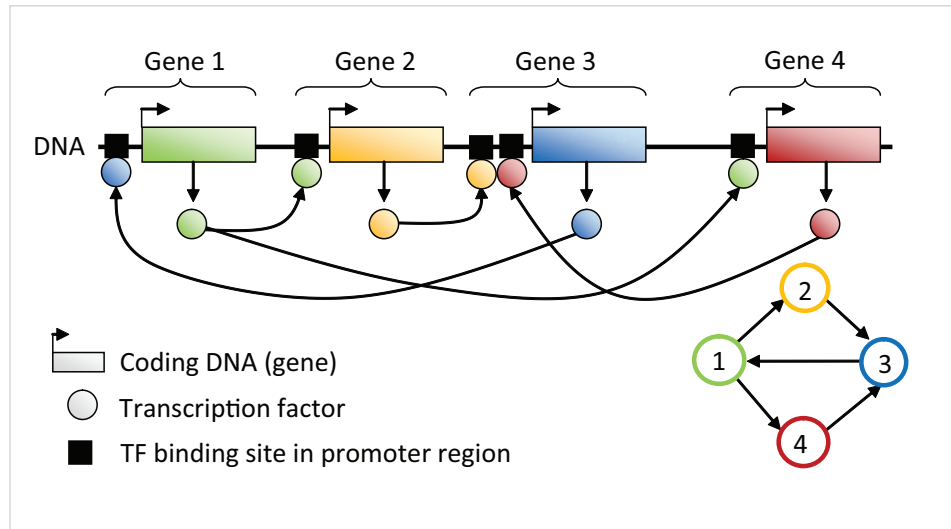 Gene 1
Gene 2
Gene 3
Gene 4
DNA
2
1
3
4
Coding DNA (gene)
Transcription factor
TF binding site in promoter region